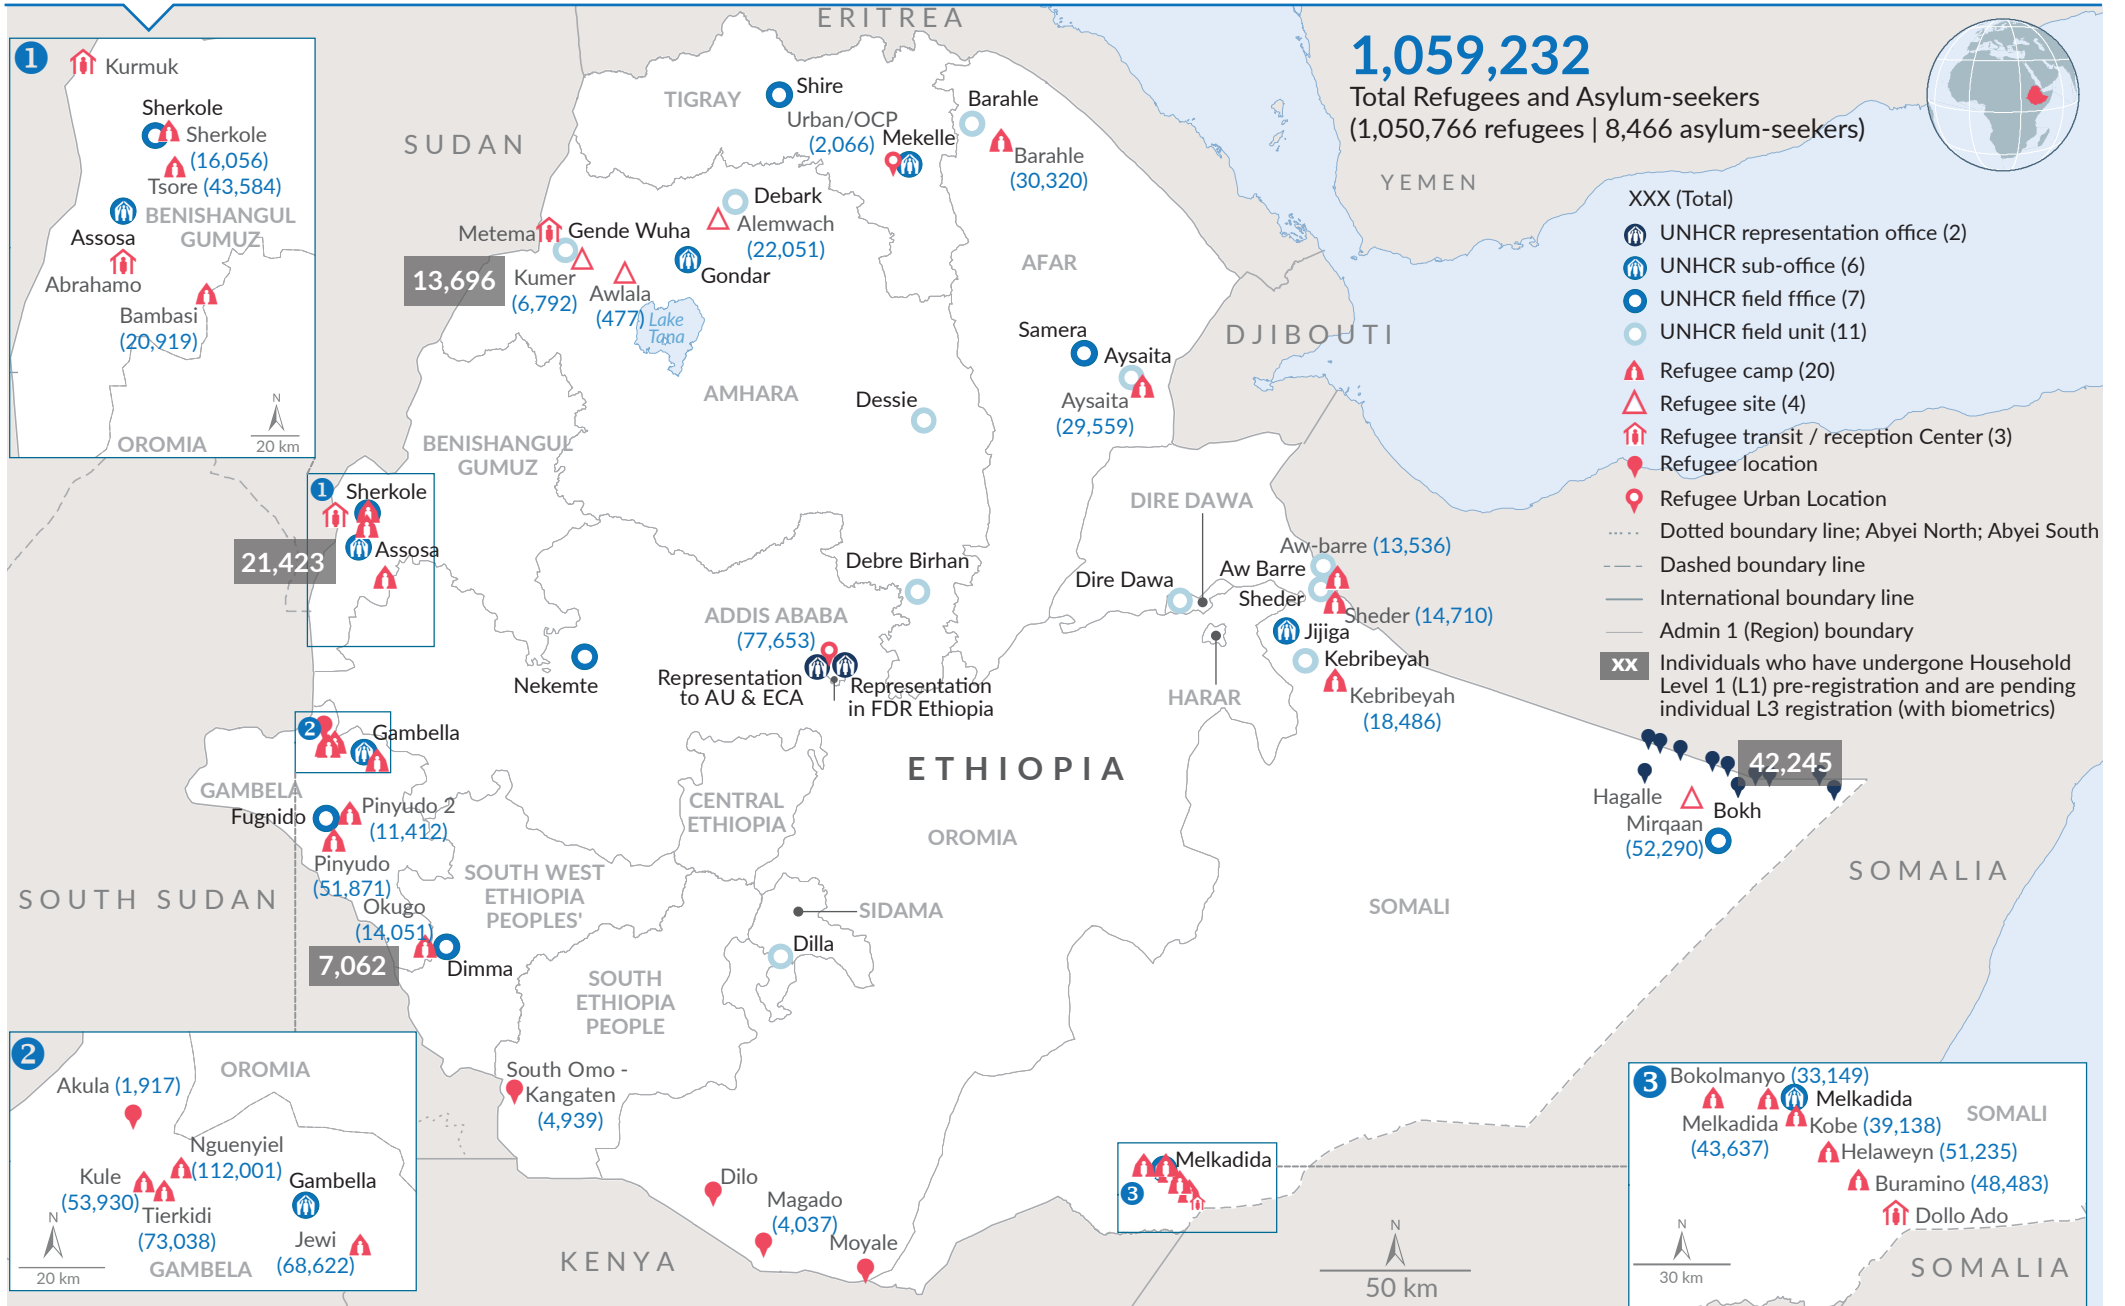 ERITREA
1
Kurmuk
Sherkole
Sherkole
(16,056)
Tsore (43,584)
BENISHANGUL
GUMUZ
Assosa
Abrahamo
Bambasi
(20,919)
OROMIA
N
20 km
1,059,232
Total Refugees and Asylum-seekers
(1,050,766 refugees | 8,466 asylum-seekers)
SUDAN
TIGRAY
Shire
Urban/OCP
(2,066)
Mekelle
Barahle
Barahle
(30,320)
YEMEN
Debark
Alemwach
(22,051)
Metema
Gende Wuha
13,696
Kumer
(6,792)
Awlala
(477)
Gondar
Lake
Tana
AFAR
DJIBOUTI
Samera
Aysaita
Aysaita
(29,559)
AMHARA
Dessie
BENISHANGUL
GUMUZ
XXX (Total)
UNHCR representation office (2)
UNHCR sub-office (6)
UNHCR field fffice (7)
UNHCR field unit (11)
Refugee camp (20)
Refugee site (4)
Refugee transit / reception Center (3)
Refugee location
Refugee Urban Location
Dotted boundary line; Abyei North; Abyei South
Dashed boundary line
International boundary line
Admin 1 (Region) boundary
XX
Individuals who have undergone Household
Level 1 (L1) pre-registration and are pending
individual L3 registration (with biometrics)
1
Sherkole
21,423
Assosa
DIRE DAWA
Aw-barre (13,536)
Aw Barre
Dire Dawa
Sheder
Sheder (14,710)
Debre Birhan
ADDIS ABABA
(77,653)
Representation
to AU & ECA
Representation
in FDR Ethiopia
Nekemte
Jijiga
Kebribeyah
Kebribeyah
(18,486)
HARAR
2
Gambella
GAMBELA
Fugnido
Pinyudo 2
(11,412)
Pinyudo
(51,871)
ETHIOPIA
CENTRAL
ETHIOPIA
OROMIA
42,245
Hagalle
Mirqaan
(52,290)
Bokh
SOMALIA
SOUTH SUDAN
Okugo
(14,051)
7,062
Dimma
SOUTH WEST
ETHIOPIA
PEOPLES'
SIDAMA
Dilla
SOMALI
SOUTH
ETHIOPIA
PEOPLE
South Omo -
Kangaten
(4,939)
2
OROMIA
Akula (1,917)
Nguenyiel
(112,001)
Kule
(53,930)
Tierkidi
(73,038)
Gambella
Jewi
(68,622)
GAMBELA
N
20 km
Dilo
Magado
(4,037)
Moyale
KENYA
Melkadida
3
N
50 km
3
Bokolmanyo (33,149)
Melkadida
Melkadida
(43,637)
SOMALI
Kobe (39,138)
Helaweyn (51,235)
Buramino (48,483)
Dollo Ado
N
30 km
SOMALIA